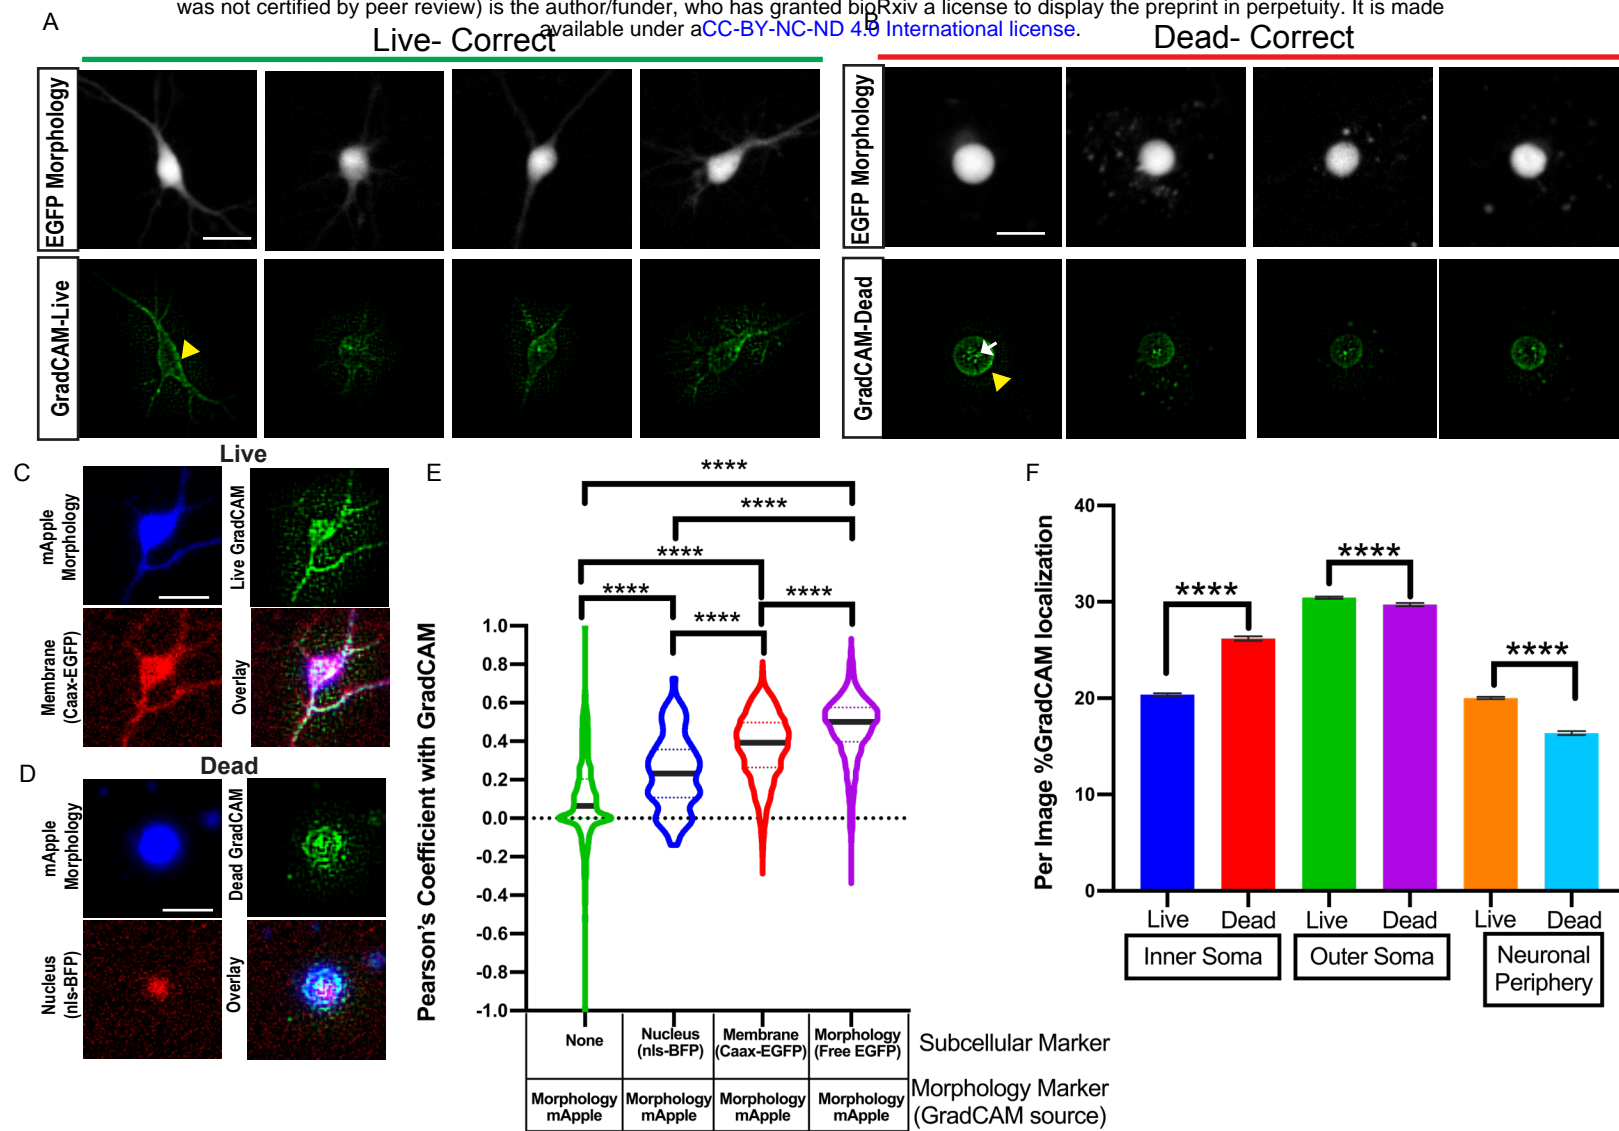 was not certified by peer review) is the author/funder, who has granted bioRxiv a license to display the preprint in perpetuity. It is made
available under aCC-BY-NC-ND 4.0 International license.
A
B
Live- Correct
Dead- Correct
EGFP Morphology
EGFP Morphology
GradCAM-Live
GradCAM-Dead
C
Live
mApple
Morphology
Live GradCAM
Membrane
(Caax-EGFP)
Overlay
D
Dead
mApple
Morphology
Dead GradCAM
Nucleus
(nls-BFP)
Overlay
E
****
****
****
****
****
****
Pearson's Coefficient with GradCAM
1.0
0.8
0.6
0.4
0.2
0.0
-0.2
-0.4
-0.6
-0.8
-1.0
None
Nucleus
(nls-BFP)
Membrane
(Caax-EGFP)
Morphology
(Free EGFP)
Subcellular Marker
Morphology
mApple
Morphology
mApple
Morphology
mApple
Morphology
mApple
Morphology Marker
(GradCAM source)
F
Per Image %GradCAM localization
40
30
20
10
0
****
****
****
Live
Dead
Live
Dead
Live
Dead
Inner Soma
Outer Soma
Neuronal
Periphery